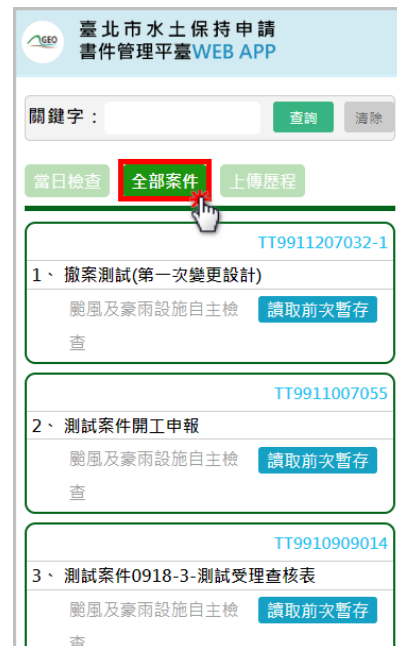 GEO
臺北市水土保持申請
書件管理平臺WEB APP
關鍵字：
查詢
清除
當日檢查
全部案件
上傳歷程
TT9911207032-1
1、 撤案測試(第一次變更設計)
颱風及豪雨設施自主檢
查
讀取前次暫存
TT9911007055
2、 測試案件開工申報
颱風及豪雨設施自主檢
查
讀取前次暫存
TT9910909014
3、 測試案件0918-3-測試受理查核表
颱風及豪雨設施自主檢
查
讀取前次暫存